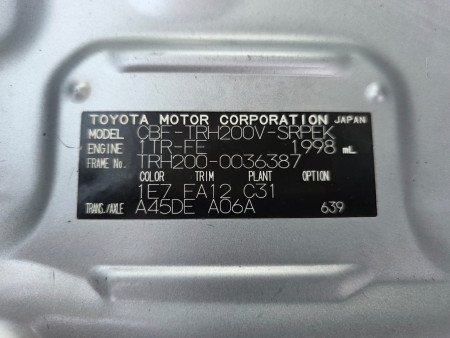 TOYOTA MOTOR CORPORATION JAPAN
MODEL CBF-TRH200V-SRPEK
ENGINE 1TR-FE 1998 mL
FRAME No. TRH200-0036387
COLOR TRIM PLANT OPTION
1E7 FA12 C31
TRANS./AXLE A45DE A06A 639